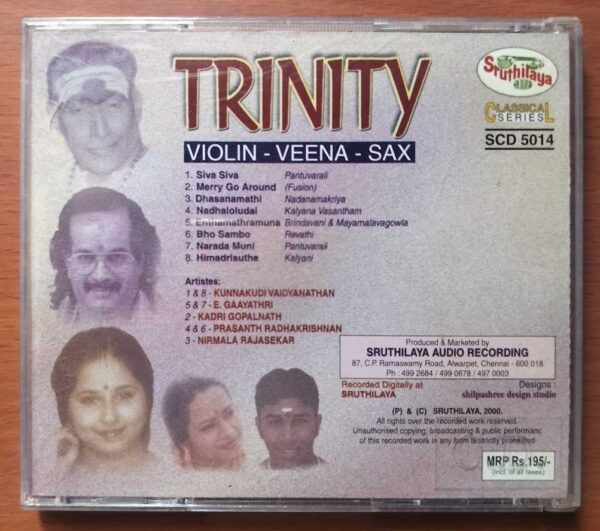 TRINITY
Sruthilaya
CLASSICAL
SERIES
SCD 5014
VIOLIN - VEENA - SAX
1. Siva Siva Pantuvarali
2. Merry Go Around (Fusion)
3. Dhasanamathi Nadanamakriya
4. Nadhaloludai Kalyana Vasantham
5. Enthnamathramuna Brindavani & Mayamalavagowla
6. Bho Sambo Revathi
7. Narada Muni Pantuvarali
8. Himadrisuthe Kalyani
Artistes:
1 & 8 - KUNNAKUDI VAIDYANATHAN
5 & 7 - E. GAAYATHRI
2 - KADRI GOPALNATH
4 & 6 - PRASANTH RADHAKRISHNAN
3 - NIRMALA RAJASEKAR
Produced & Marketed by
SRUTHILAYA AUDIO RECORDING
87, C.P. Ramaswamy Road, Alwarpet, Chennai - 600 018
Ph : 499 2684 / 499 0678 / 497 0003
Recorded Digitally at
SRUTHILAYA
Designs :
shilpashree design studio
(P) & (C) SRUTHILAYA, 2000.
All rights over the recorded work reserved.
Unauthorised copying, broadcasting & public performanc
of this recorded work in any form is strictly prohibited
MRP Rs.195/-
(Incl. of all taxes)